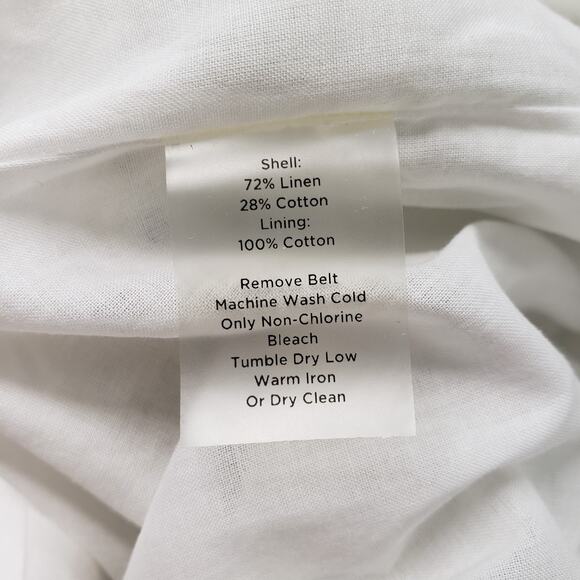 Shell:
72% Linen
28% Cotton
Lining:
100% Cotton
Remove Belt
Machine Wash Cold
Only Non-Chlorine
Bleach
Tumble Dry Low
Warm Iron
Or Dry Clean